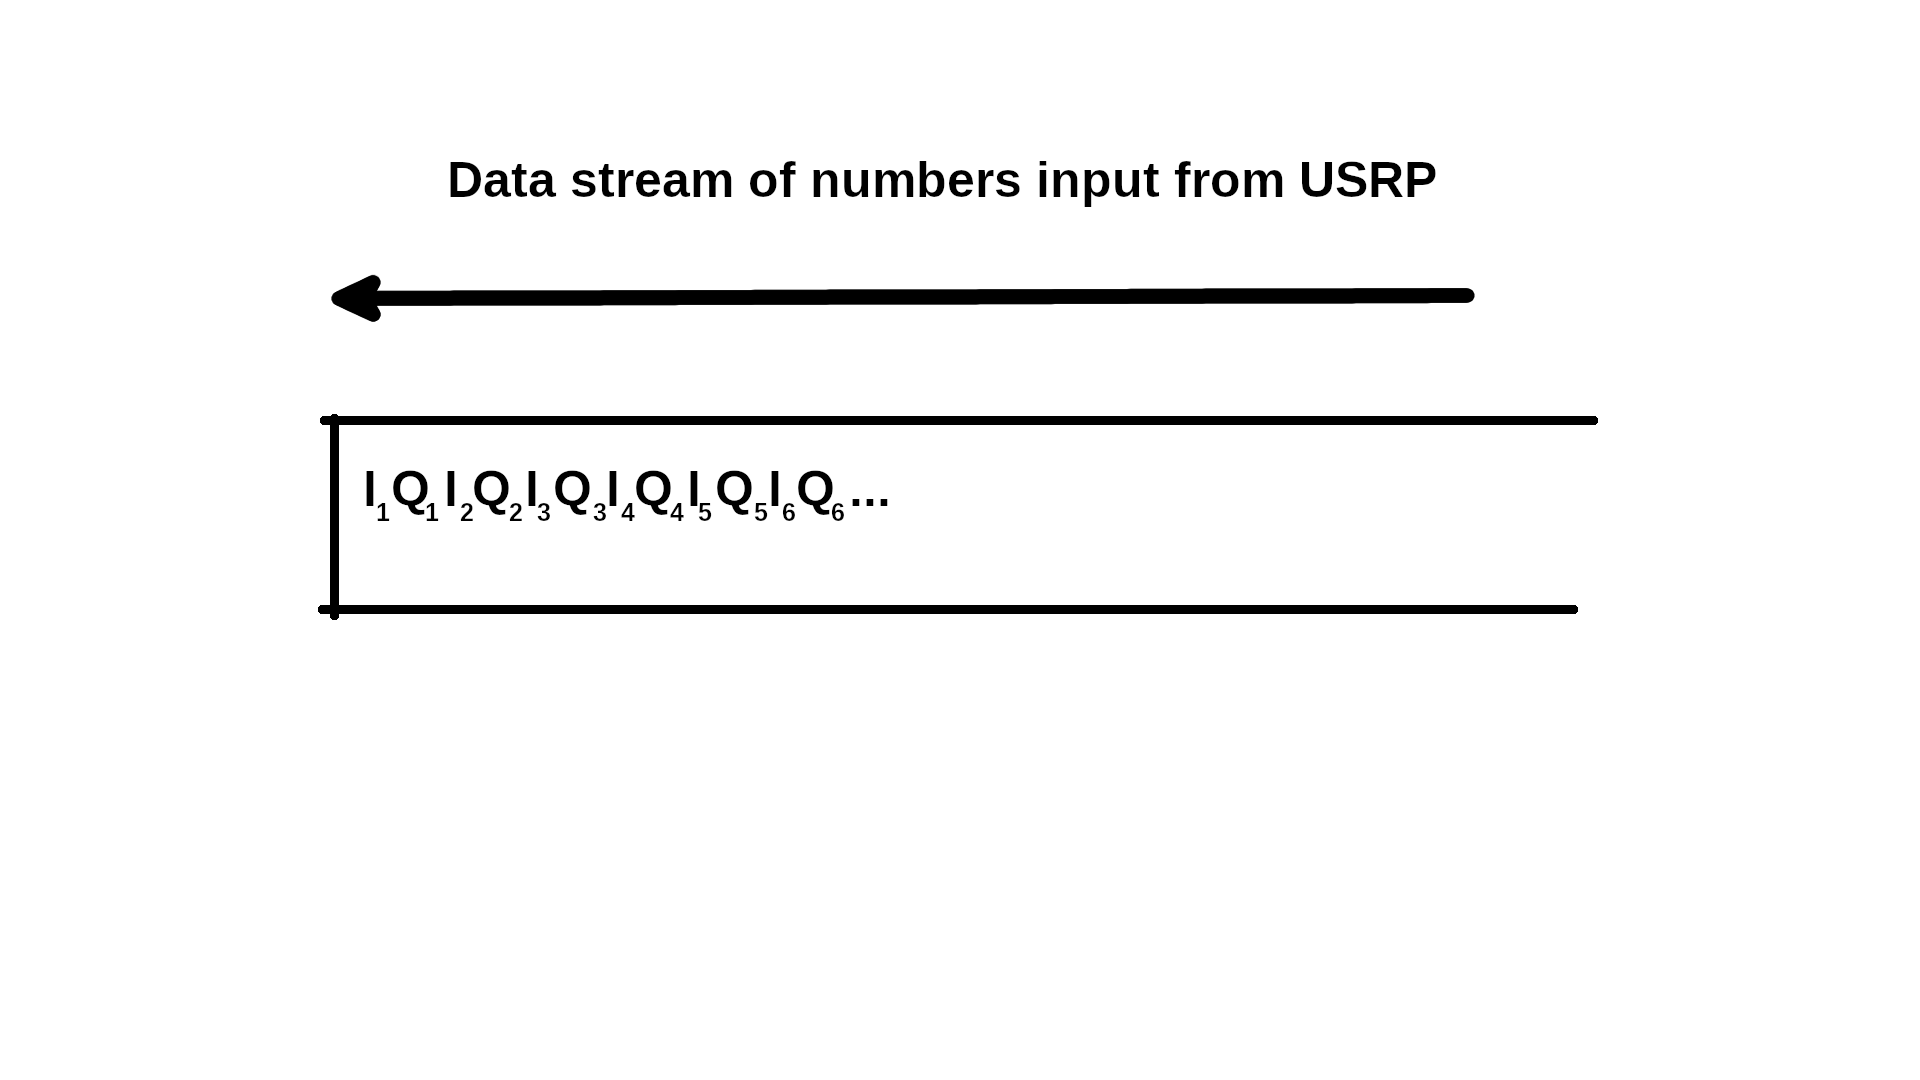 Data stream of numbers input from USRP
I₁Q₁I₂Q₂I₃Q₃I₄Q₄I₅Q₅I₆Q₆...